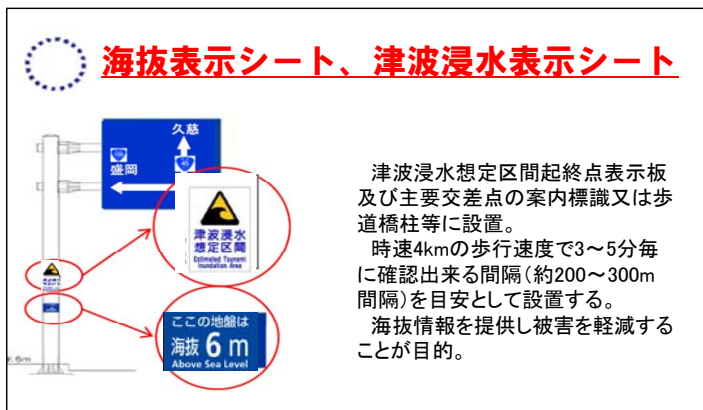 海抜表示シート、津波浸水表示シート
久慈
盛岡
45
津波浸水
想定区間
Estimated Tsunami
Inundation Area
ここの地盤は
海抜 6 m
Above Sea Level
津波浸水想定区間起終点表示板
及び主要交差点の案内標識又は歩
道橋柱等に設置。
時速4kmの歩行速度で3～5分毎
に確認出来る間隔(約200～300m
間隔)を目安として設置する。
海抜情報を提供し被害を軽減する
ことが目的。